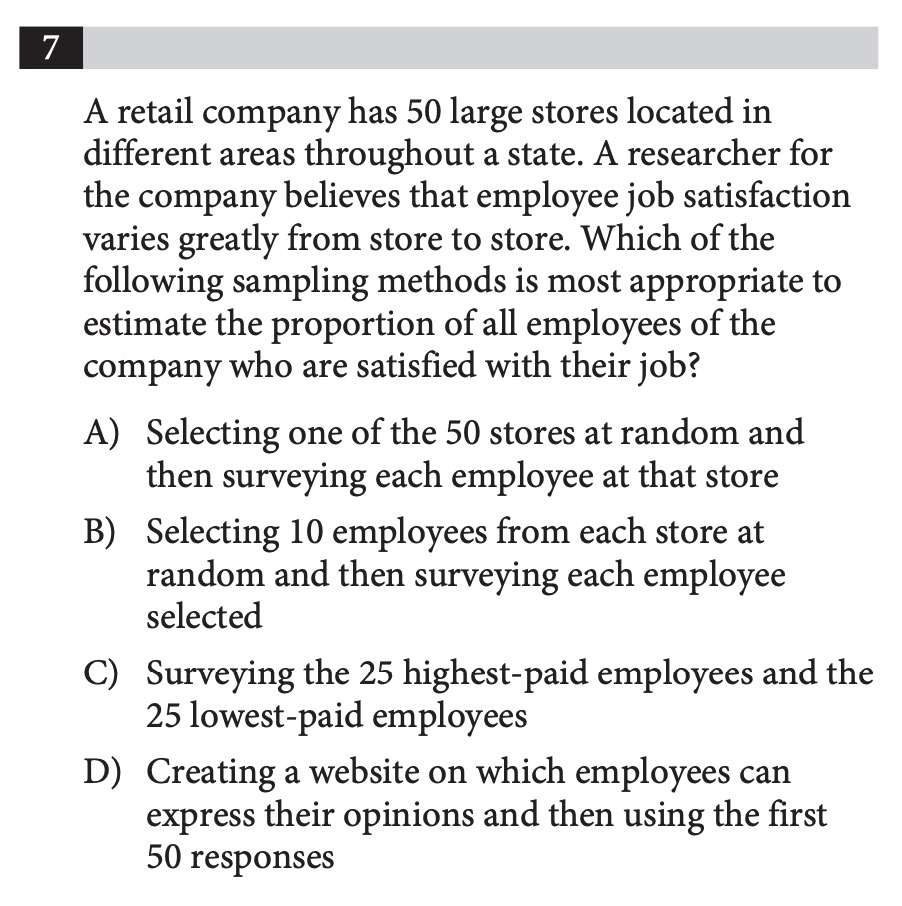 7
A retail company has 50 large stores located in
different areas throughout a state. A researcher for
the company believes that employee job satisfaction
varies greatly from store to store. Which of the
following sampling methods is most appropriate to
estimate the proportion of all employees of the
company who are satisfied with their job?
A) Selecting one of the 50 stores at random and
then surveying each employee at that store
B) Selecting 10 employees from each store at
random and then surveying each employee
selected
C) Surveying the 25 highest-paid employees and the
25 lowest-paid employees
D) Creating a website on which employees can
express their opinions and then using the first
50 responses